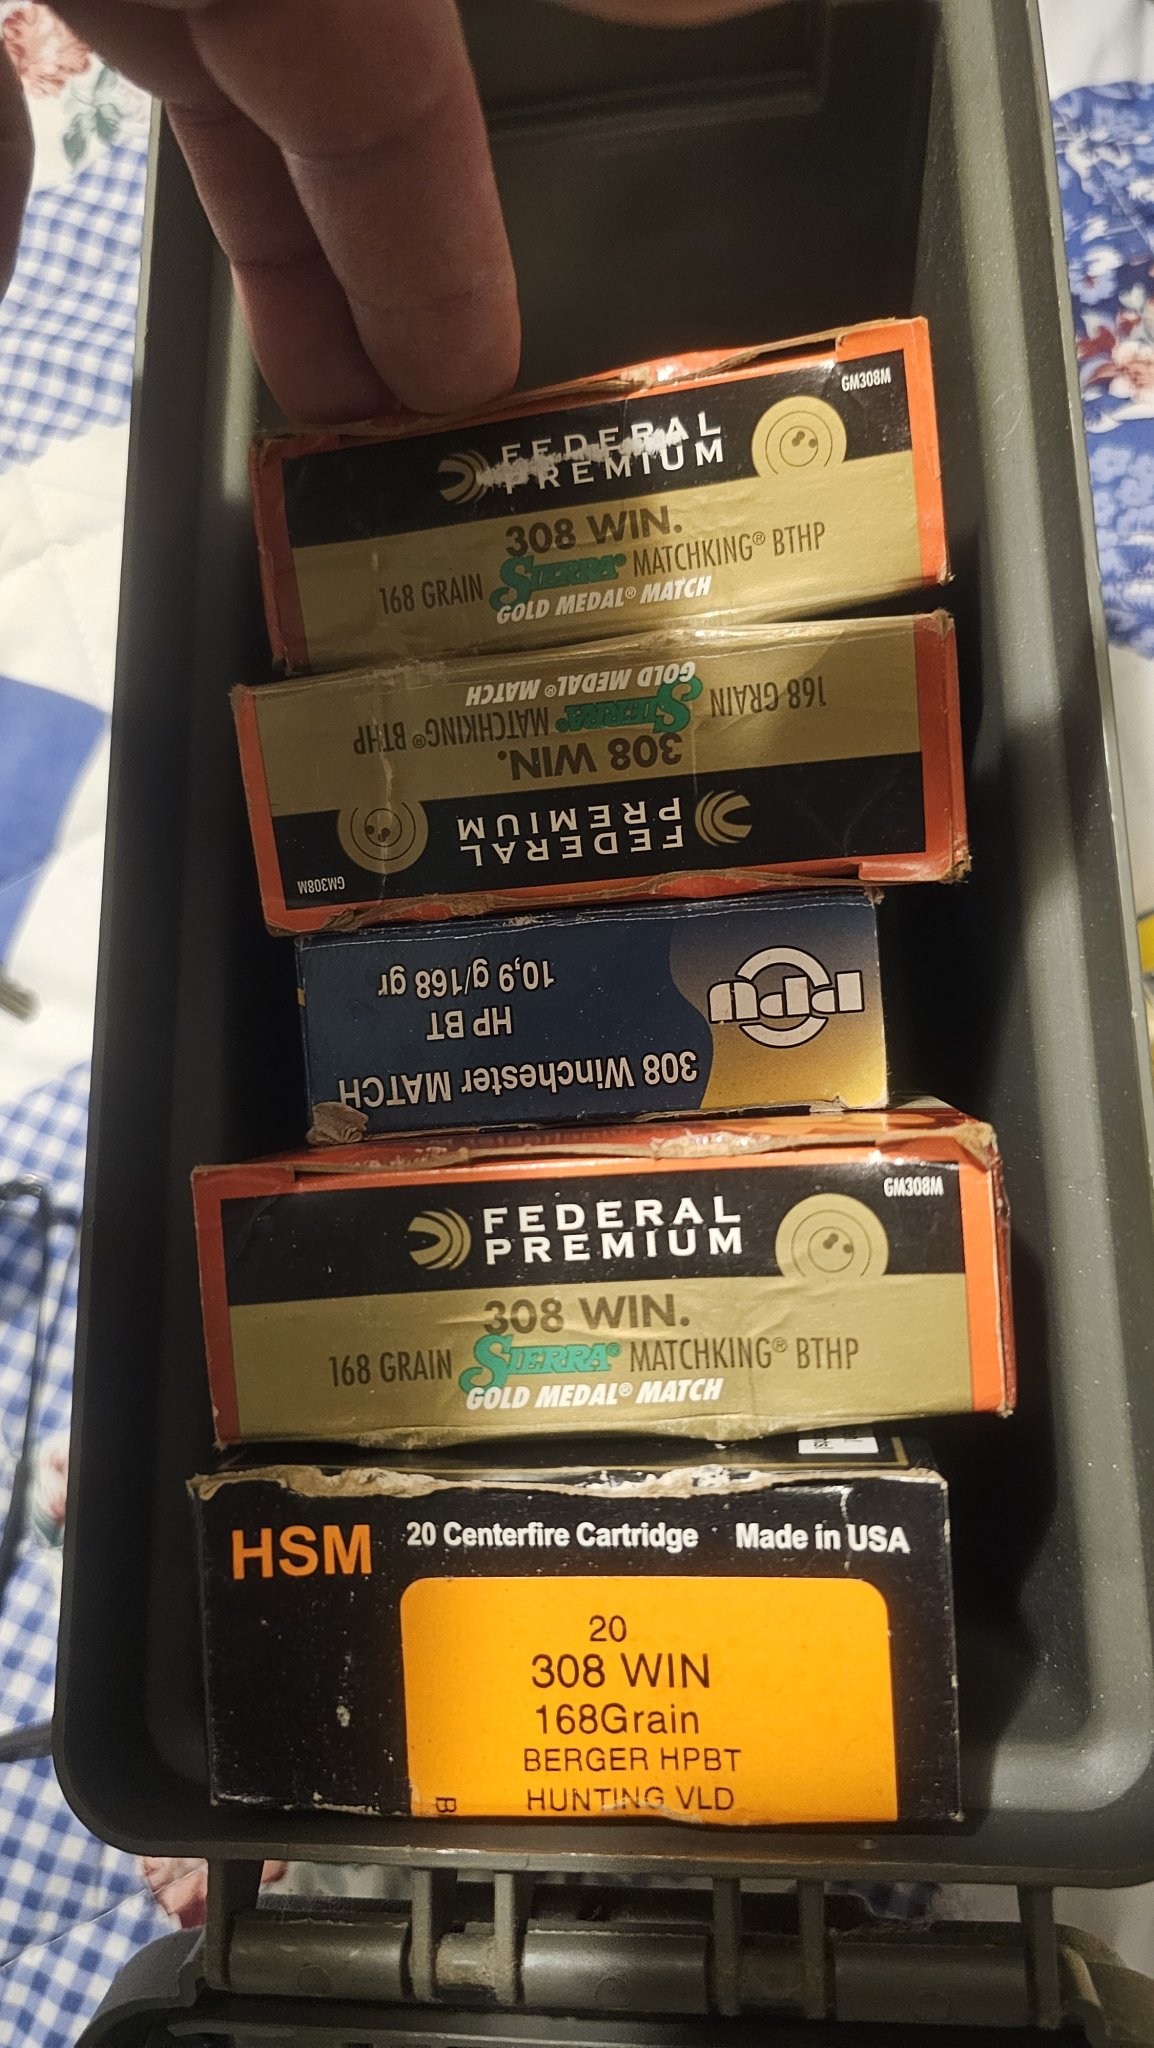 GM308M
FEDERAL
PREMIUM
308 WIN.
168 GRAIN SIERRA® MATCHKING® BTHP
GOLD MEDAL® MATCH
GM308M
FEDERAL
PREMIUM
308 WIN.
168 GRAIN SIERRA® MATCHKING® BTHP
GOLD MEDAL® MATCH
PPU
308 Winchester MATCH
HP BT
10,9 g/168 gr
GM308M
FEDERAL
PREMIUM
308 WIN.
168 GRAIN SIERRA® MATCHKING® BTHP
GOLD MEDAL® MATCH
HSM 20 Centerfire Cartridge Made in USA
20
308 WIN
168Grain
BERGER HPBT
HUNTING VLD